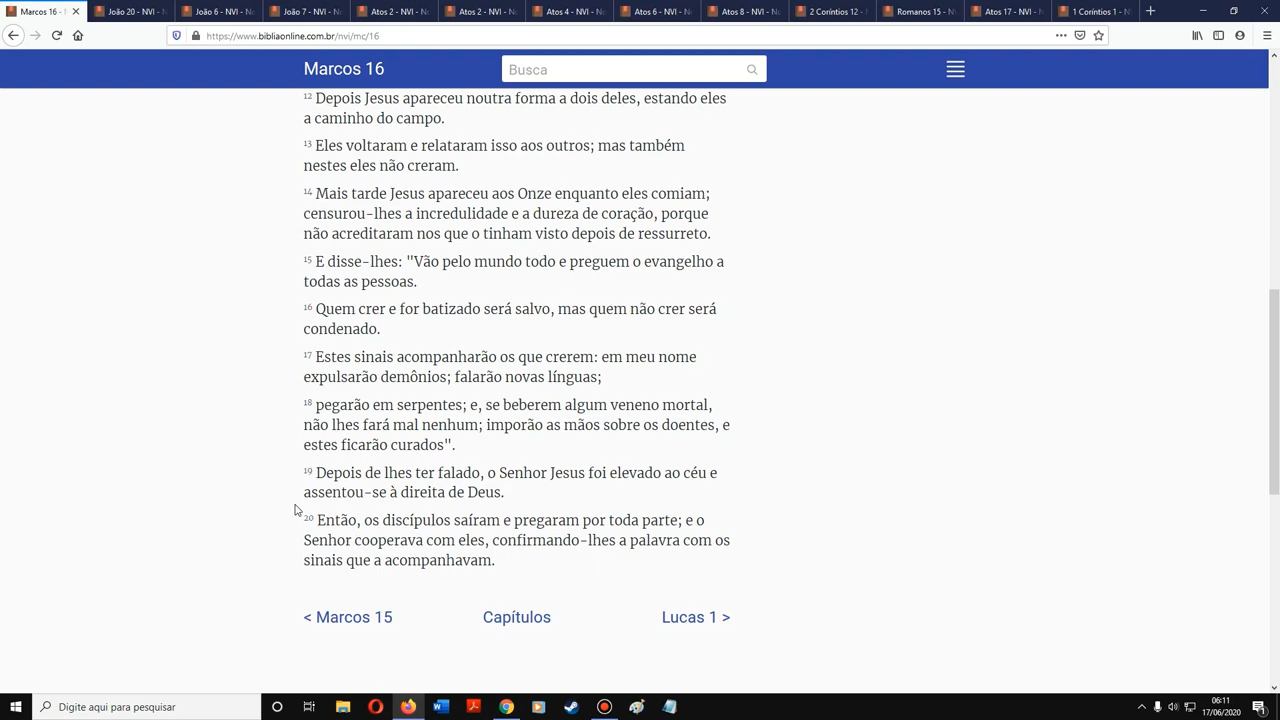 Marcos 16 - N
João 20 - NVI - N
João 6 - NVI - No
João 7 - NVI - No
Atos 2 - NVI - No
Atos 2 - NVI - No
Atos 4 - NVI - No
Atos 6 - NVI - No
Atos 8 - NVI - No
2 Coríntios 12 -
Romanos 15 - NV
Atos 17 - NVI - N
1 Coríntios 1 - N
https://www.bibliaonline.com.br/nvi/mc/16
Marcos 16
Busca
12 Depois Jesus apareceu noutra forma a dois deles, estando eles
a caminho do campo.
13 Eles voltaram e relataram isso aos outros; mas também
nestes eles não creram.
14 Mais tarde Jesus apareceu aos Onze enquanto eles comiam;
censurou-lhes a incredulidade e a dureza de coração, porque
não acreditaram nos que o tinham visto depois de ressurreto.
15 E disse-lhes: "Vão pelo mundo todo e preguem o evangelho a
todas as pessoas.
16 Quem crer e for batizado será salvo, mas quem não crer será
condenado.
17 Estes sinais acompanharão os que crerem: em meu nome
expulsarão demônios; falarão novas línguas;
18 pegarão em serpentes; e, se beberem algum veneno mortal,
não lhes fará mal nenhum; imporão as mãos sobre os doentes, e
estes ficarão curados".
19 Depois de lhes ter falado, o Senhor Jesus foi elevado ao céu e
assentou-se à direita de Deus.
20 Então, os discípulos saíram e pregaram por toda parte; e o
Senhor cooperava com eles, confirmando-lhes a palavra com os
sinais que a acompanhavam.
< Marcos 15
Capítulos
Lucas 1 >
Digite aqui para pesquisar
06:11
17/06/2020